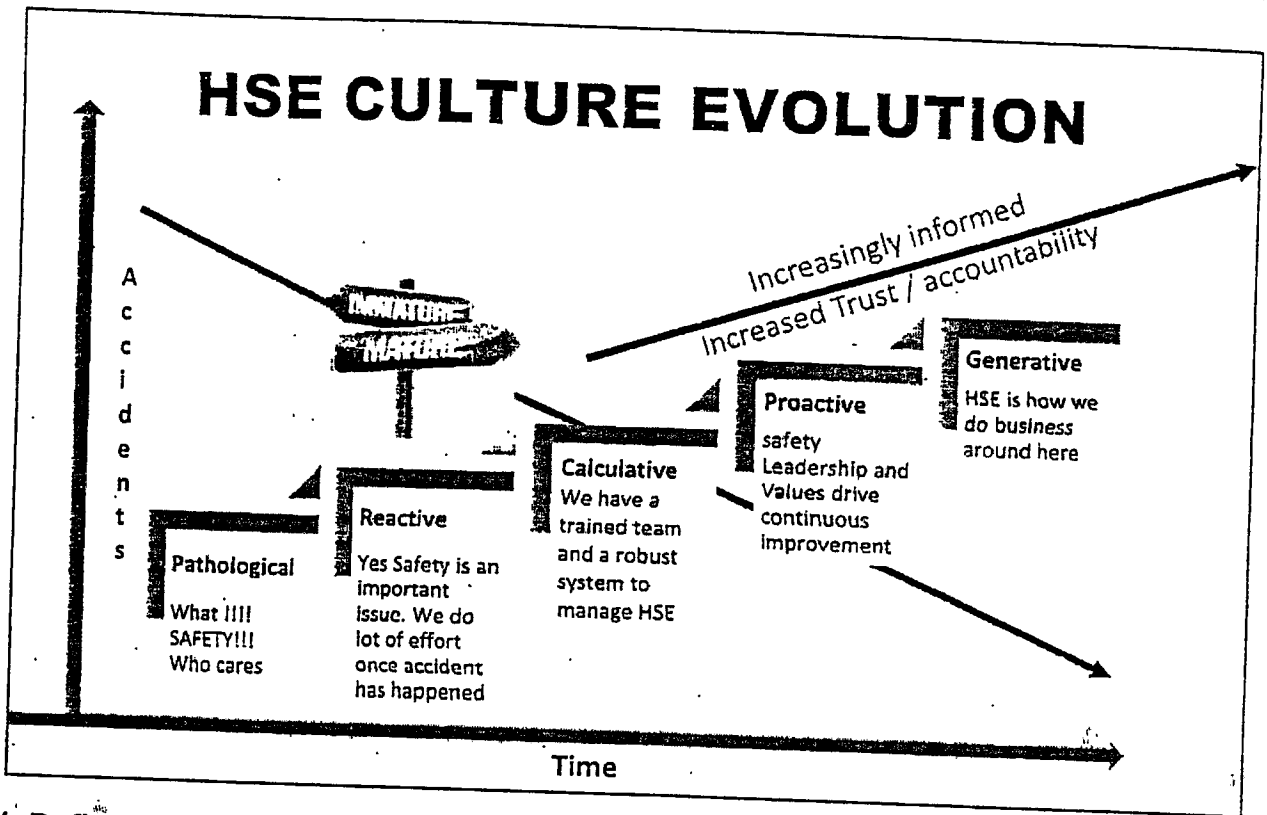 HSE CULTURE EVOLUTION
Accidents
IMMATURE
MATURE
Increasingly informed
Increased Trust / accountability
Pathological
What !!!!
SAFETY!!!
Who cares
Reactive
Yes Safety is an
important
issue. We do
lot of effort
once accident
has happened
Calculative
We have a
trained team
and a robust
system to
manage HSE
Proactive
safety
Leadership and
Values drive
continuous
improvement
Generative
HSE is how we
do business
around here
Time